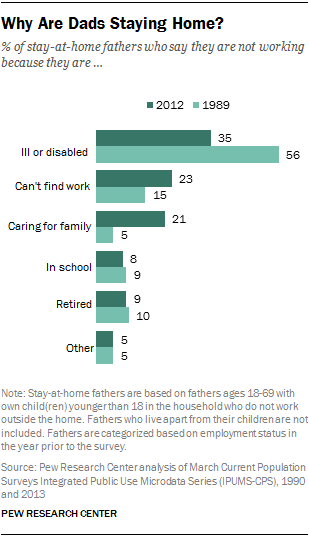 Why Are Dads Staying Home?
% of stay-at-home fathers who say they are not working
because they are ...
2012 1989
Ill or disabled 35
56
Can't find work 23
15
Caring for family 21
5
In school 8
9
Retired 9
10
Other 5
5
Note: Stay-at-home fathers are based on fathers ages 18-69 with
own child(ren) younger than 18 in the household who do not work
outside the home. Fathers who live apart from their children are not
included. Fathers are categorized based on employment status in
the year prior to the survey.
Source: Pew Research Center analysis of March Current Population
Surveys Integrated Public Use Microdata Series (IPUMS-CPS), 1990
and 2013
PEW RESEARCH CENTER